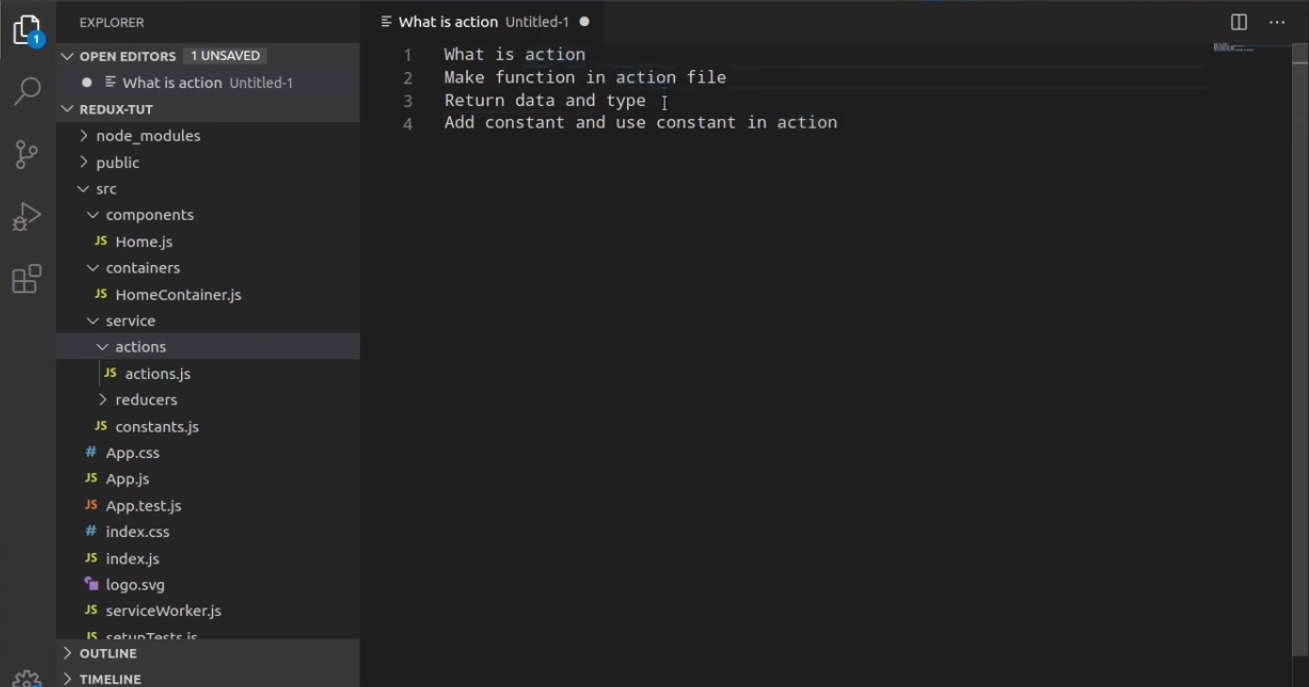 EXPLORER
OPEN EDITORS 1 UNSAVED
What is action Untitled-1
REDUX-TUT
node_modules
public
src
components
JS Home.js
containers
JS HomeContainer.js
service
actions
JS actions.js
reducers
JS constants.js
# App.css
JS App.js
JS App.test.js
# index.css
JS index.js
logo.svg
JS serviceWorker.js
JS setupTests.js
OUTLINE
TIMELINE
1
What is action Untitled-1
1 What is action
2 Make function in action file
3 Return data and type
4 Add constant and use constant in action